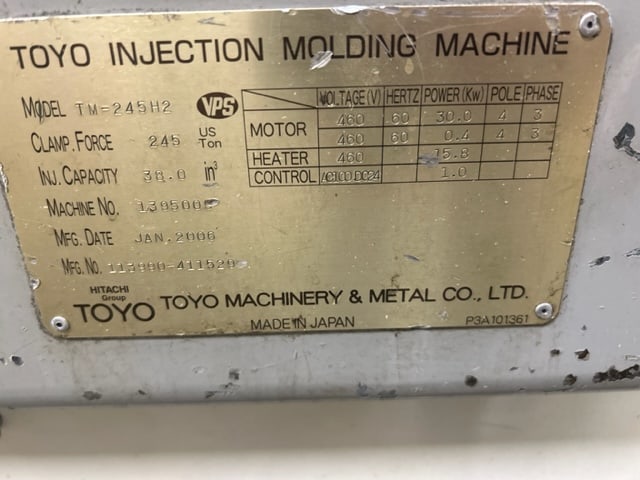 TOYO INJECTION MOLDING MACHINE
MODEL TM-245H2 VPS
CLAMP. FORCE 245 US Ton
INJ. CAPACITY 38.0 in³
MACHINE NO.
MFG. DATE JAN, 2006
MFG. NO.
VOLTAGE (V) HERTZ POWER (Kw) POLE PHASE
MOTOR 460 60 30.0 4 3
460 60 0.4 4 3
HEATER 460 15.8
CONTROL AC100,DC24 1.0
HITACHI
Group
TOYO TOYO MACHINERY & METAL CO., LTD.
MADE IN JAPAN P3A101361